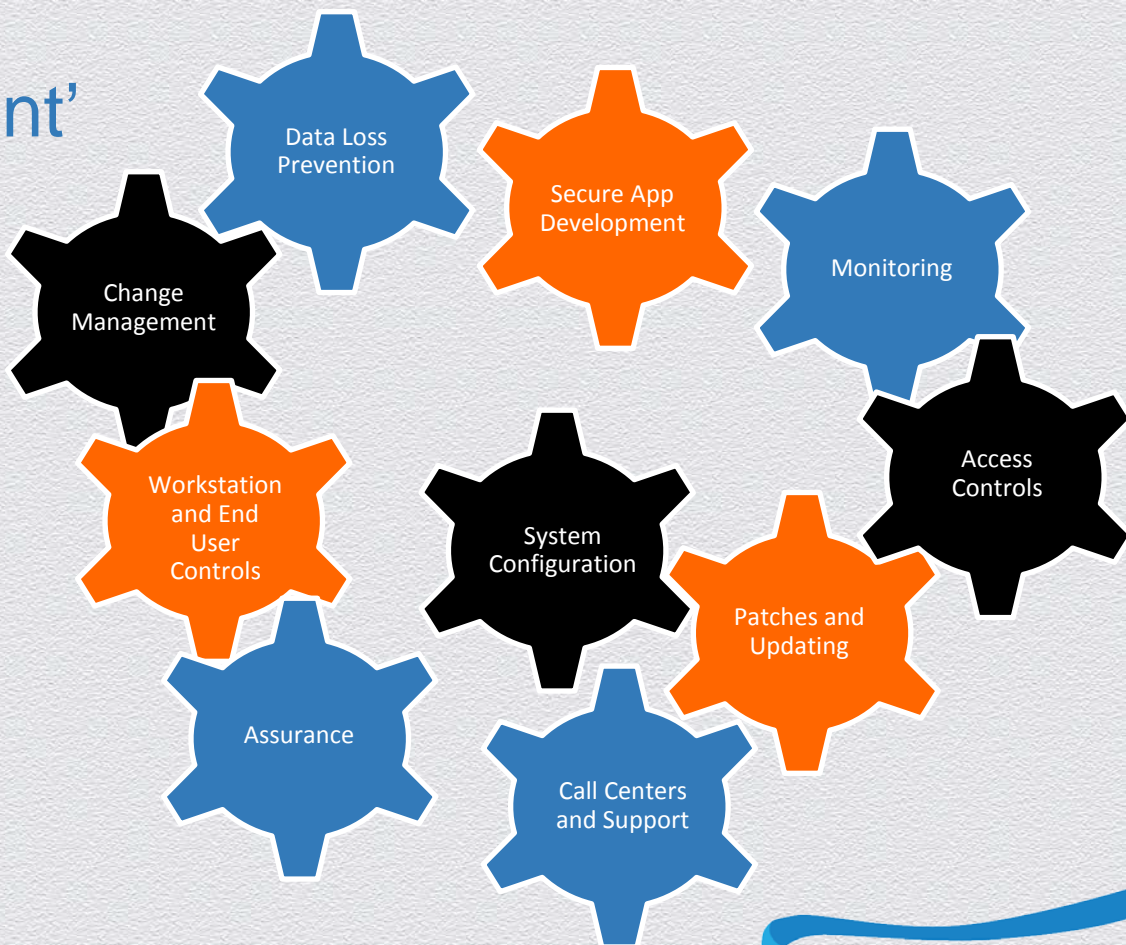 nt’
Data Loss
Prevention
Secure App
Development
Monitoring
Change
Management
Access
Controls
Workstation
and End
User
Controls
System
Configuration
Patches and
Updating
Assurance
Call Centers
and Support